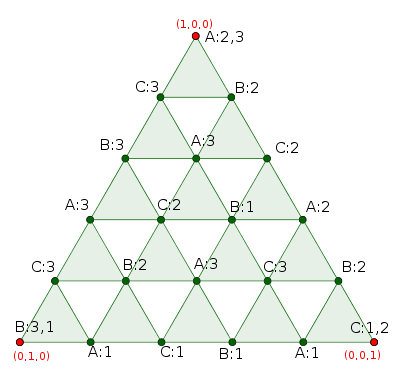 (1,0,0)
A:2,3
C:3 B:2
B:3 A:3 C:2
A:3 C:2 B:1 A:2
C:3 B:2 A:3 C:3 B:2
B:3,1 A:1 C:1 B:1 A:1 C:1,2
(0,1,0) (0,0,1)